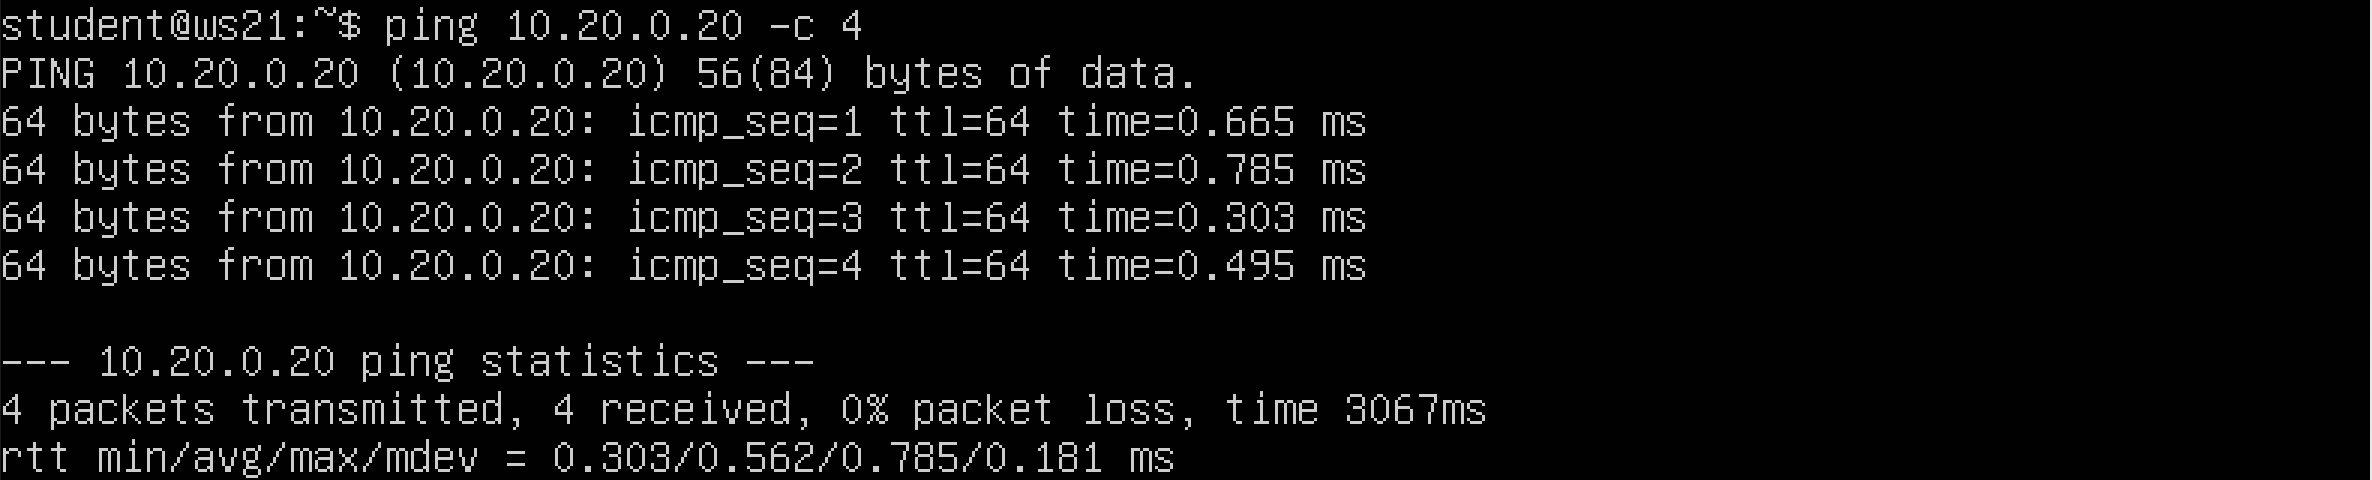 student@ws21:~$ ping 10.20.0.20 -c 4
PING 10.20.0.20 (10.20.0.20) 56(84) bytes of data.
64 bytes from 10.20.0.20: icmp_seq=1 ttl=64 time=0.665 ms
64 bytes from 10.20.0.20: icmp_seq=2 ttl=64 time=0.785 ms
64 bytes from 10.20.0.20: icmp_seq=3 ttl=64 time=0.303 ms
64 bytes from 10.20.0.20: icmp_seq=4 ttl=64 time=0.495 ms
--- 10.20.0.20 ping statistics ---
4 packets transmitted, 4 received, 0% packet loss, time 3067ms
rtt min/avg/max/mdev = 0.303/0.562/0.785/0.181 ms